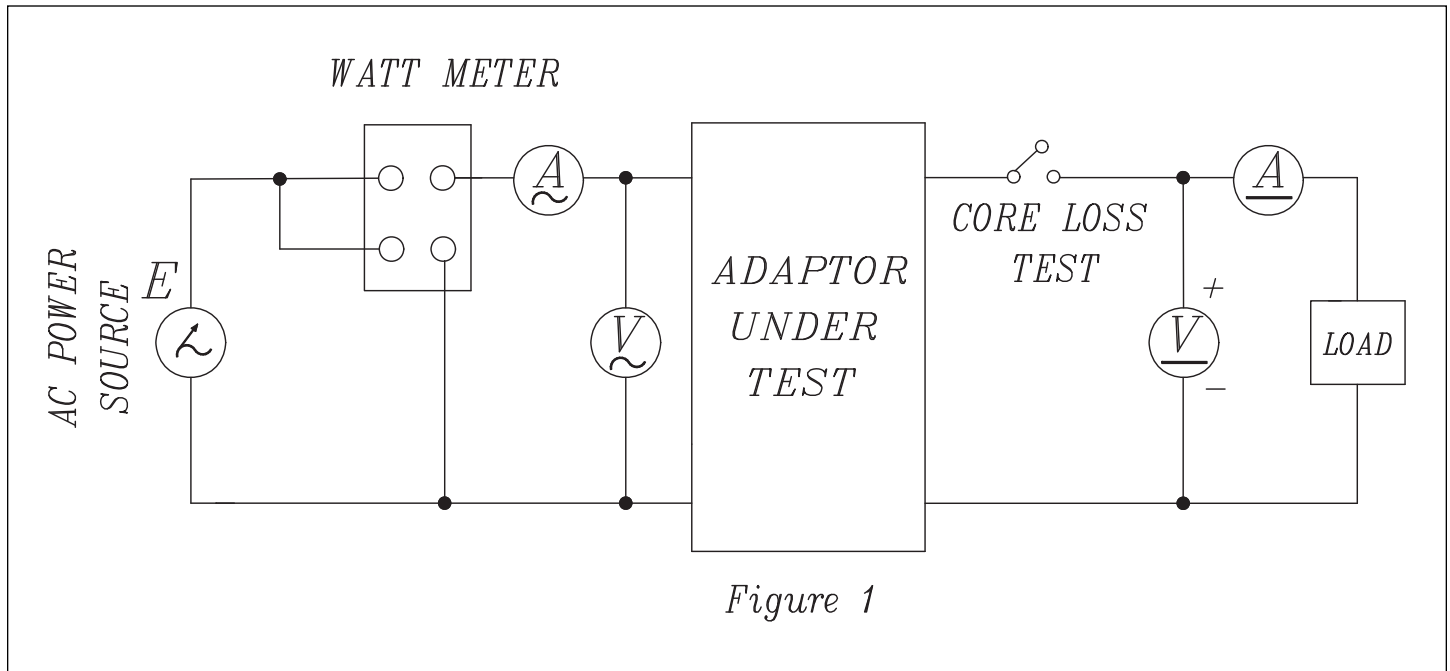 WATT METER
AC POWER
SOURCE
E
A
V
ADAPTOR
UNDER
TEST
CORE LOSS
TEST
A
+
V
−
LOAD
Figure 1